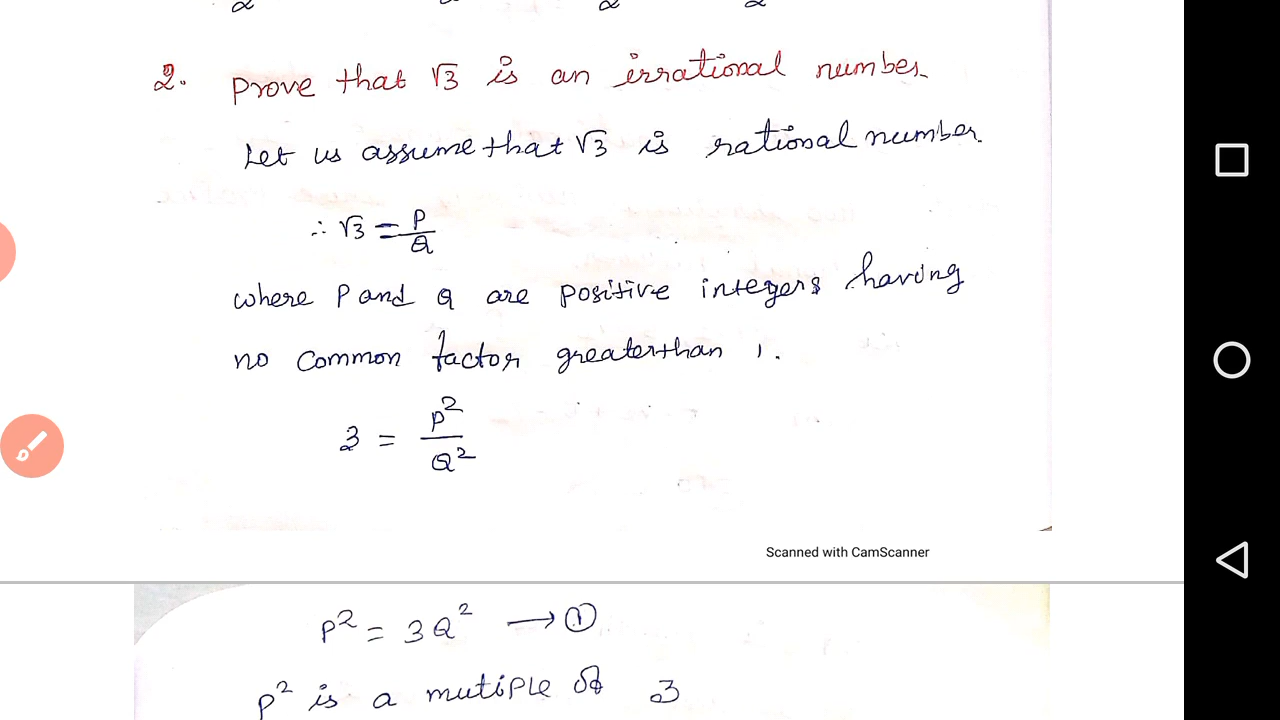 2. Prove that √3 is an irrational number.
Let us assume that √3 is rational number.
∴ √3 = P/Q
where P and Q are positive integers having
no common factor greater than 1.
3 = P²/Q²
Scanned with CamScanner
P² = 3Q² → ①
P² is a mutiple of 3